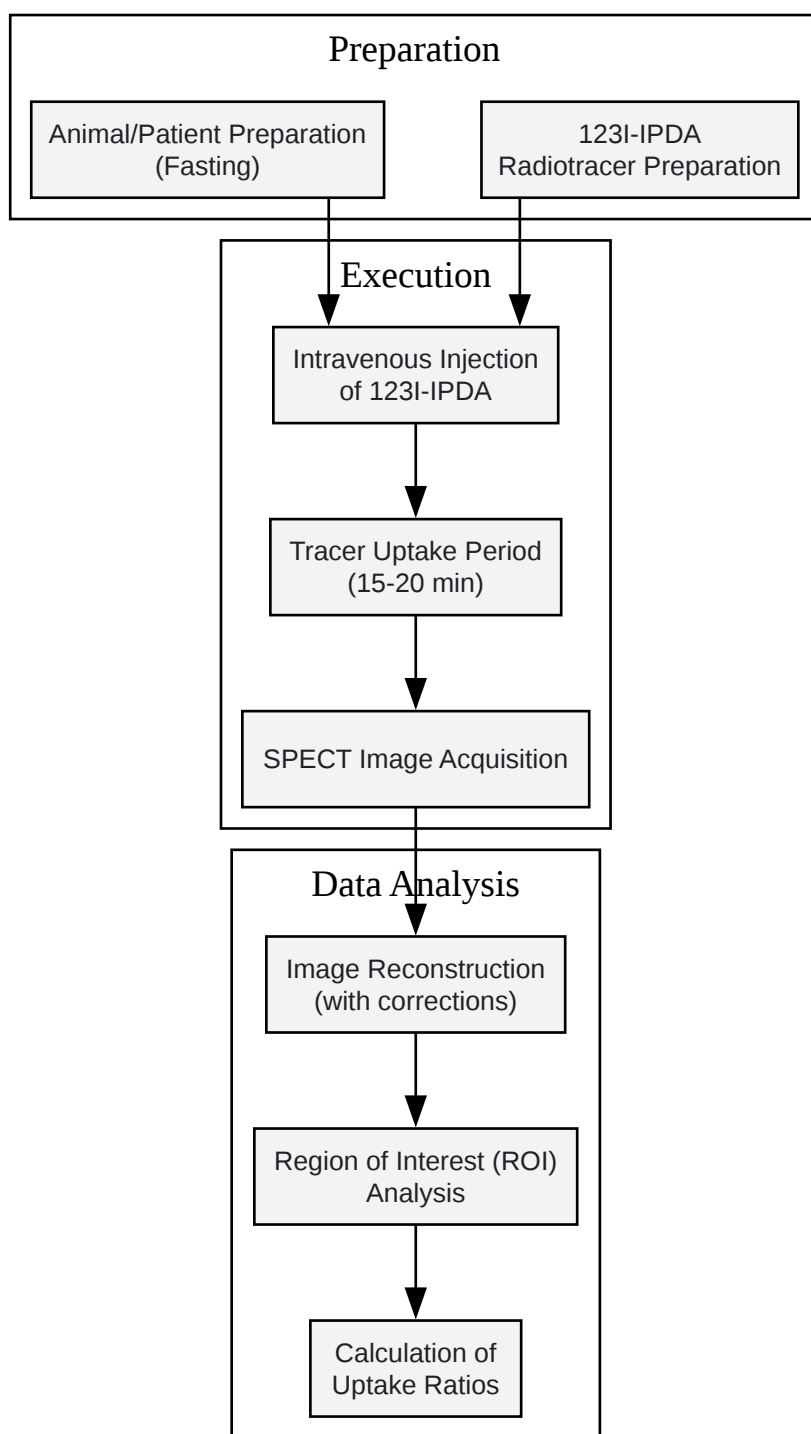 Preparation
Animal/Patient Preparation
(Fasting)
123I-IPDA
Radiotracer Preparation
Execution
Intravenous Injection
of 123I-IPDA
Tracer Uptake Period
(15-20 min)
SPECT Image Acquisition
Data Analysis
Image Reconstruction
(with corrections)
Region of Interest (ROI)
Analysis
Calculation of
Uptake Ratios